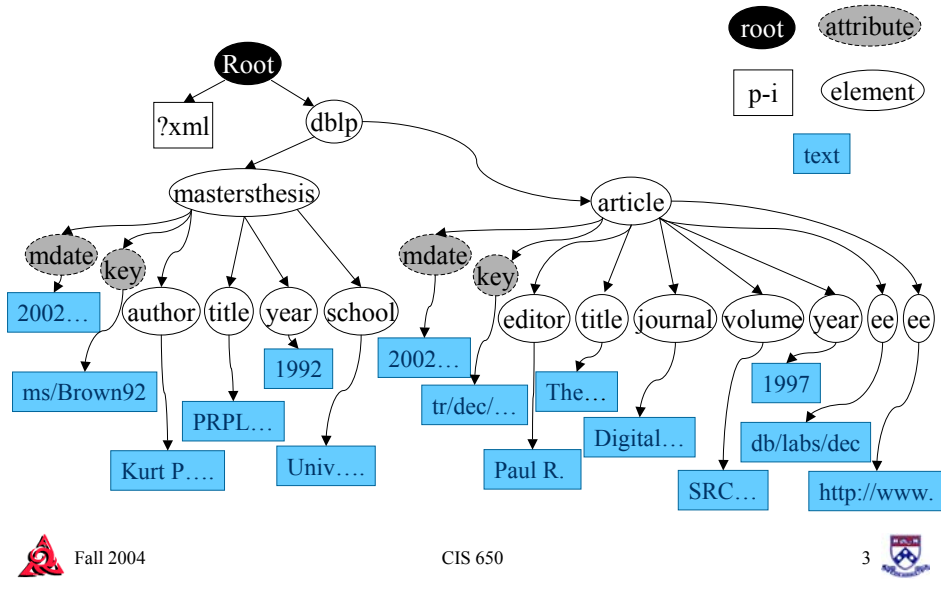 root
attribute
Root
p-i
element
?xml
dblp
text
mastersthesis
article
mdate
key
mdate
key
2002…
author
title
year
school
editor
title
journal
volume
year
ee
ee
1992
2002…
ms/Brown92
tr/dec/…
The…
1997
PRPL…
Digital…
db/labs/dec
Kurt P….
Univ….
Paul R.
SRC…
http://www.
Fall 2004
CIS 650
3